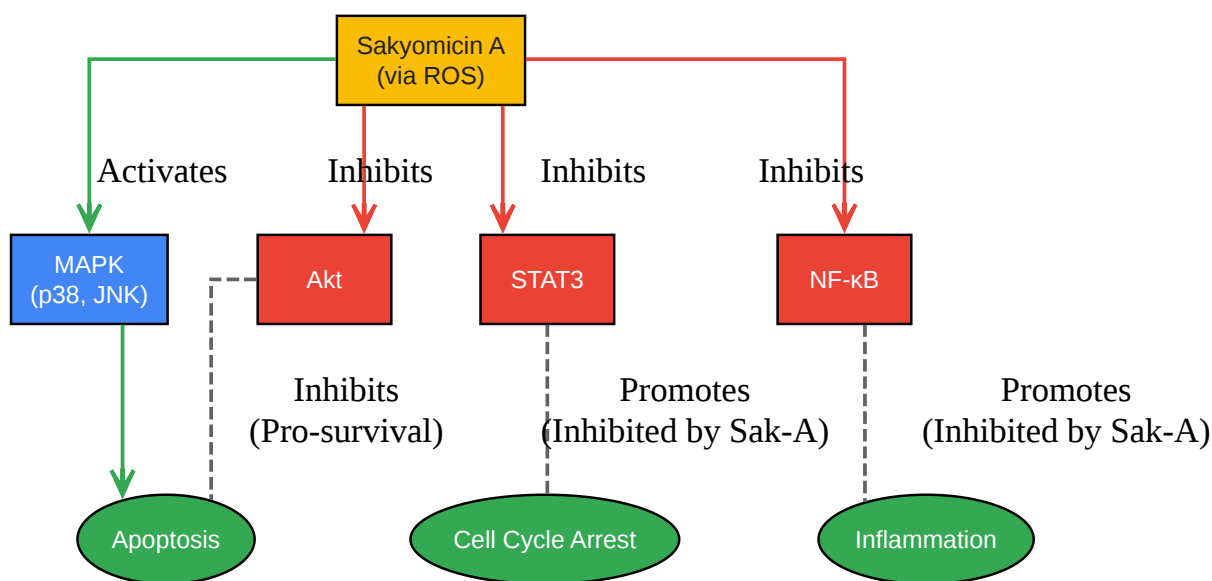 Sakyomicin A
(via ROS)
Activates
Inhibits
Inhibits
Inhibits
MAPK
(p38, JNK)
Akt
STAT3
NF-κB
Inhibits
(Pro-survival)
Promotes
(Inhibited by Sak-A)
Promotes
(Inhibited by Sak-A)
Apoptosis
Cell Cycle Arrest
Inflammation